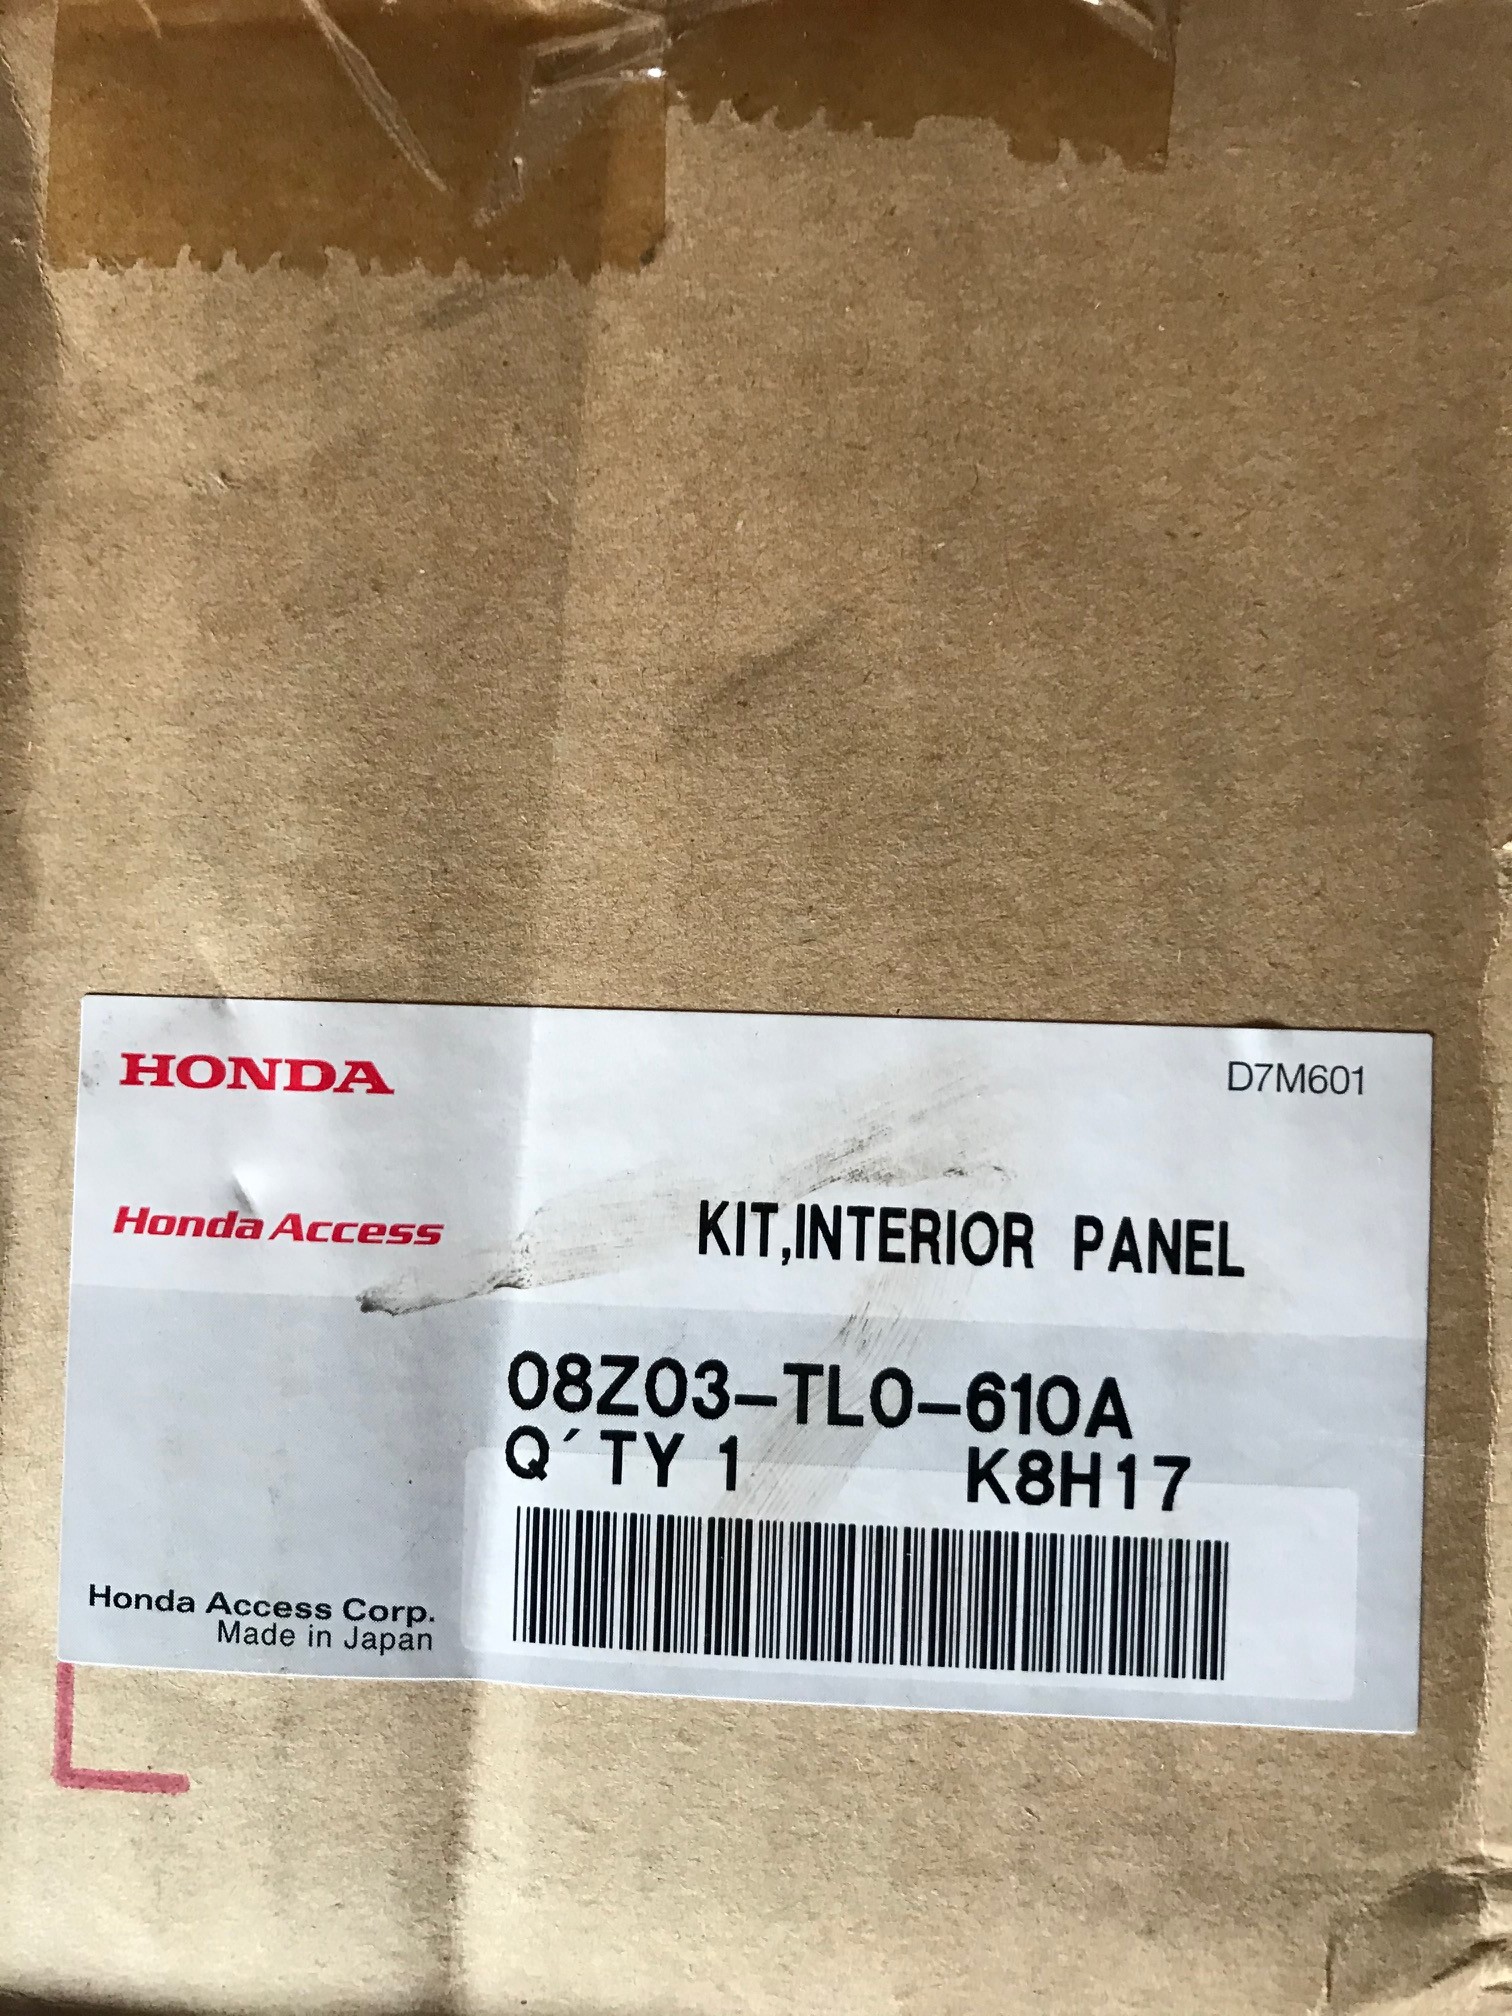 HONDA
D7M601
Honda Access
KIT,INTERIOR PANEL
08Z03-TL0-610A
Q´TY 1 K8H17
Honda Access Corp.
Made in Japan